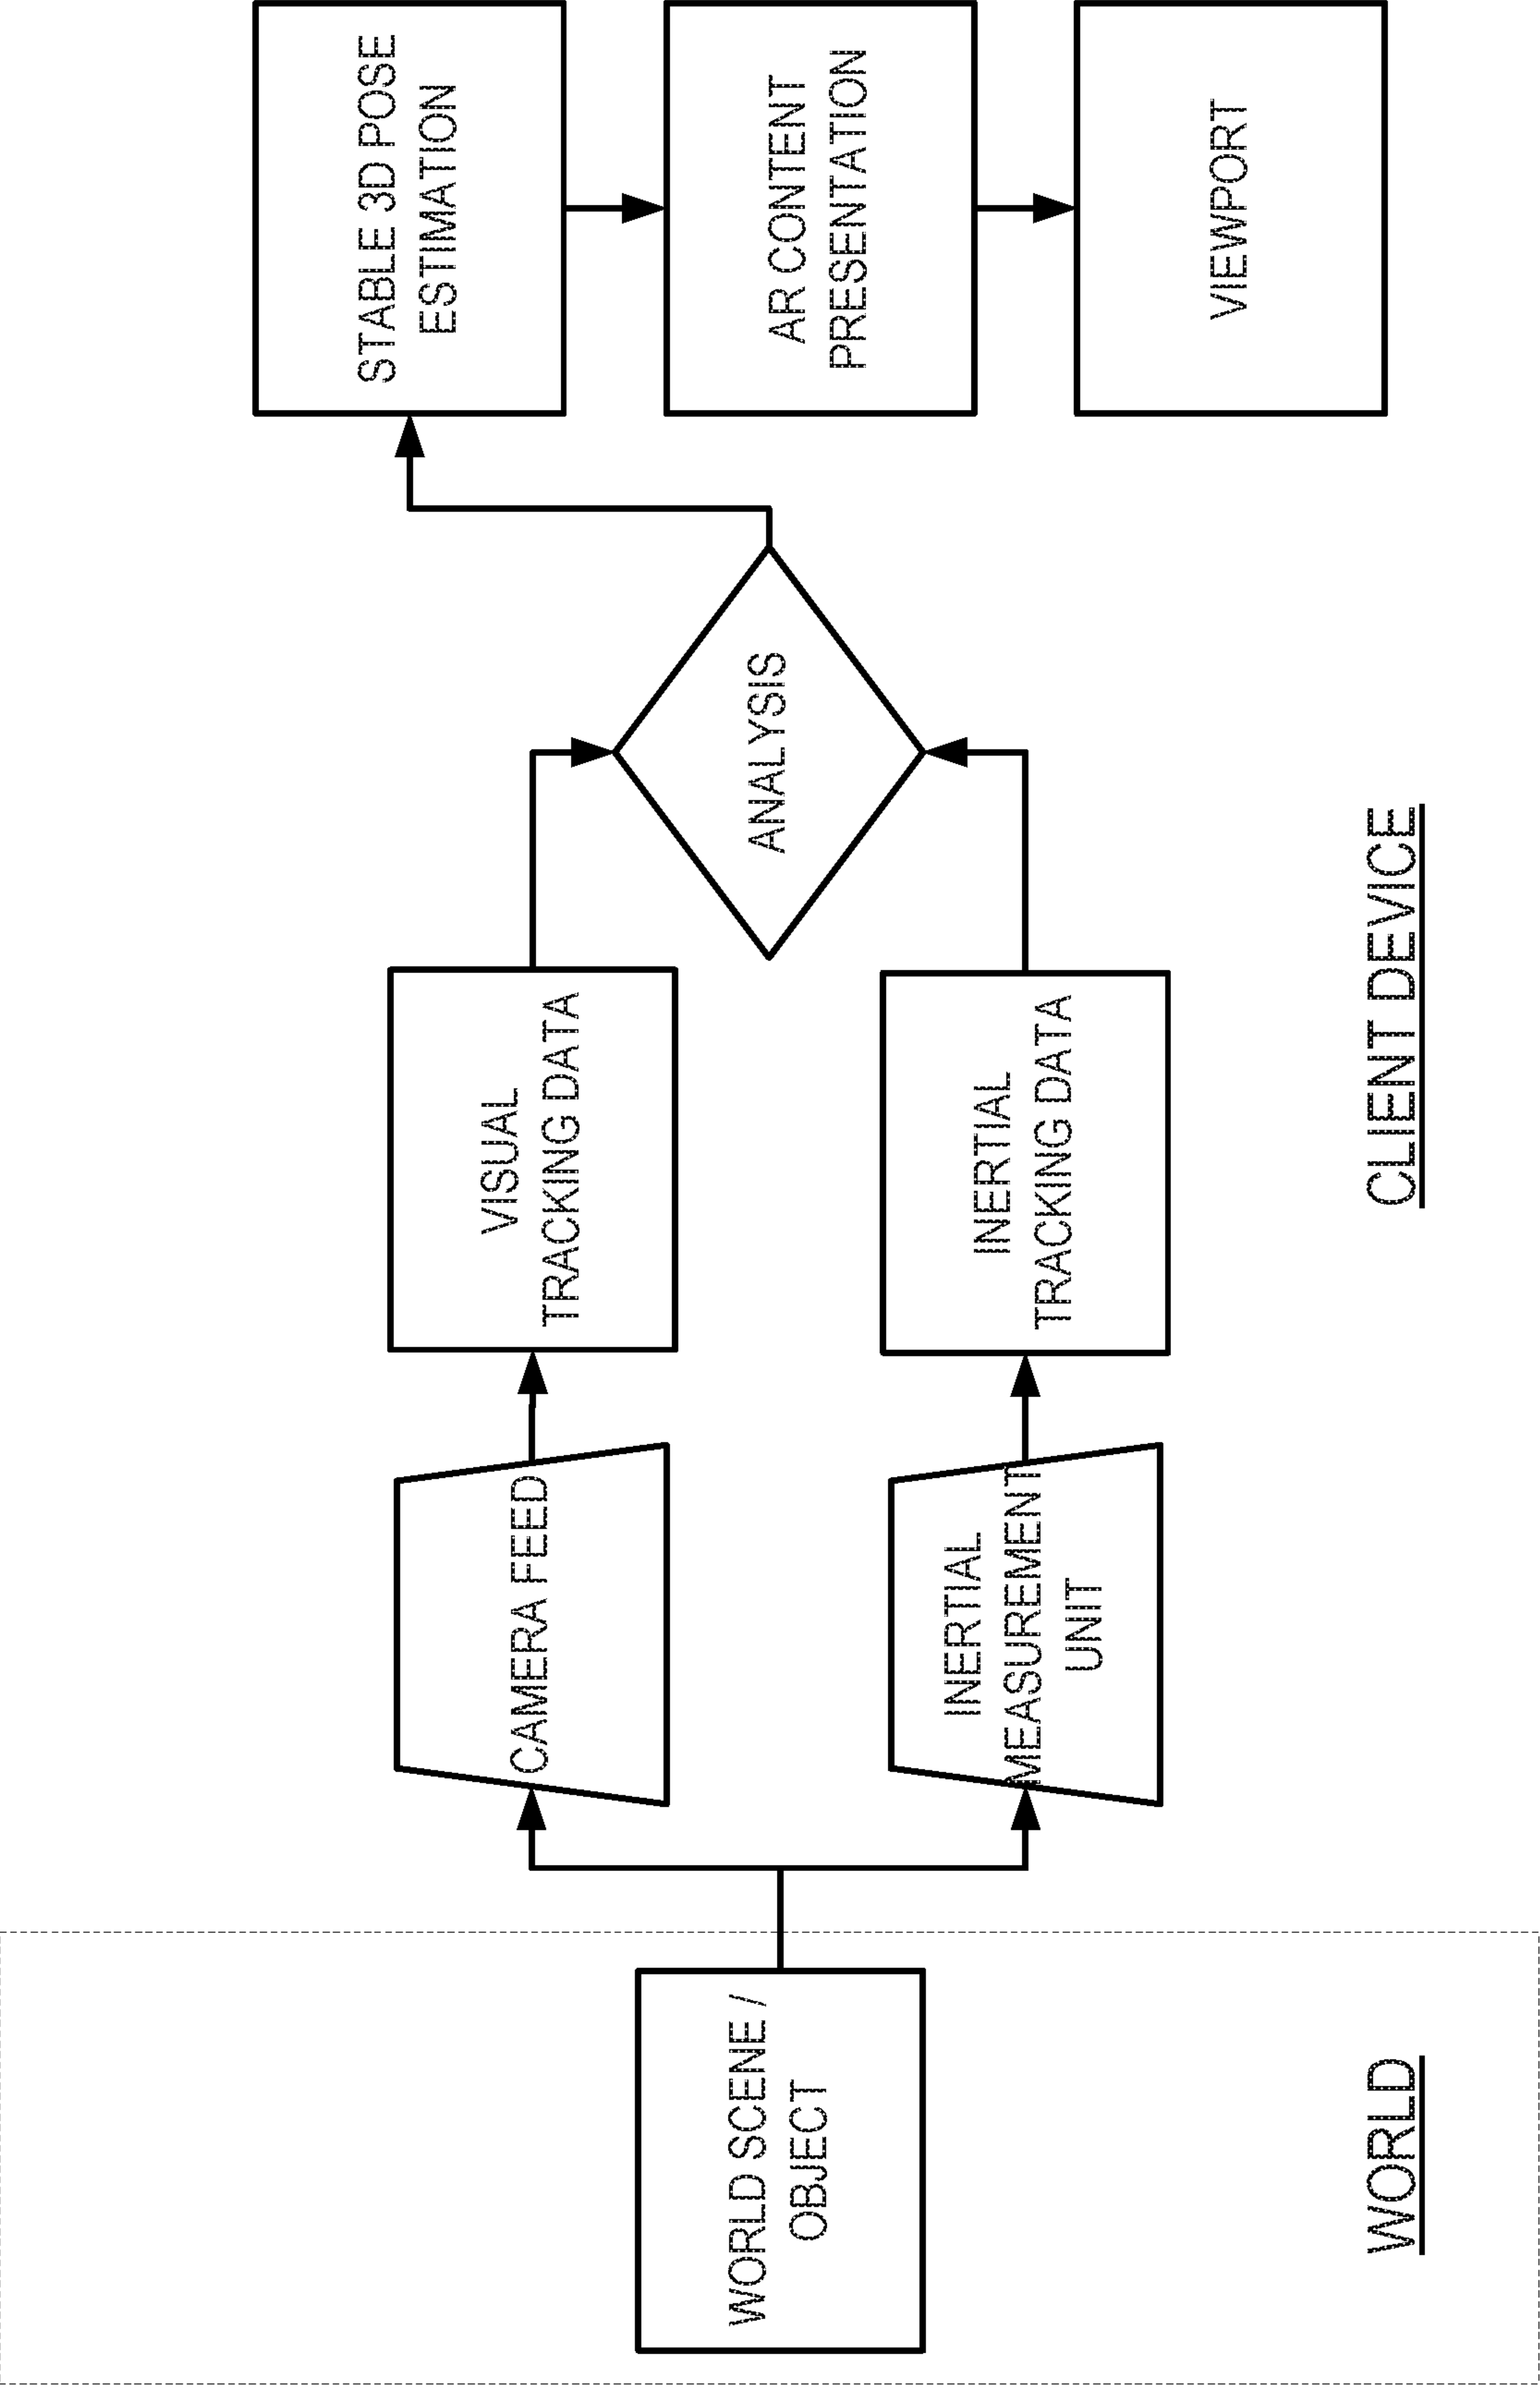 WORLD SCENE /
OBJECT
WORLD
CAMERA FEED
INERTIAL
MEASUREMENT
UNIT
VISUAL
TRACKING DATA
INERTIAL
TRACKING DATA
ANALYSIS
STABLE 3D POSE
ESTIMATION
AR CONTENT
PRESENTATION
VIEWPORT
CLIENT DEVICE